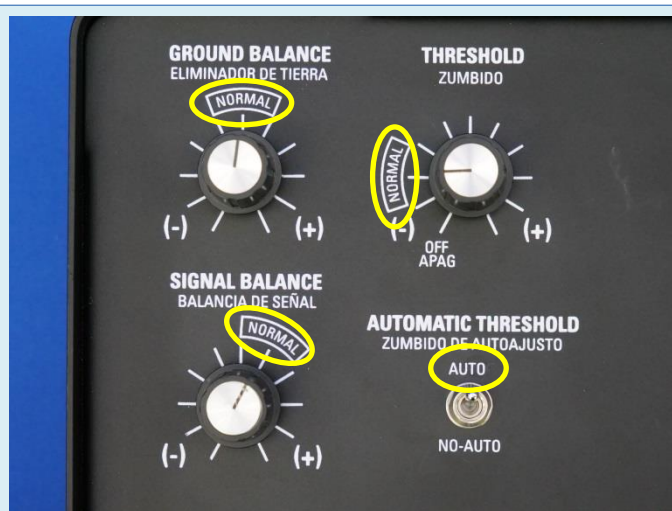 GROUND BALANCE
ELIMINADOR DE TIERRA
NORMAL
(-)
(+)
THRESHOLD
ZUMBIDO
NORMAL
(-)
(+)
OFF
APAG
SIGNAL BALANCE
BALANCIA DE SEÑAL
NORMAL
(-)
(+)
AUTOMATIC THRESHOLD
ZUMBIDO DE AUTOAJUSTO
AUTO
NO-AUTO